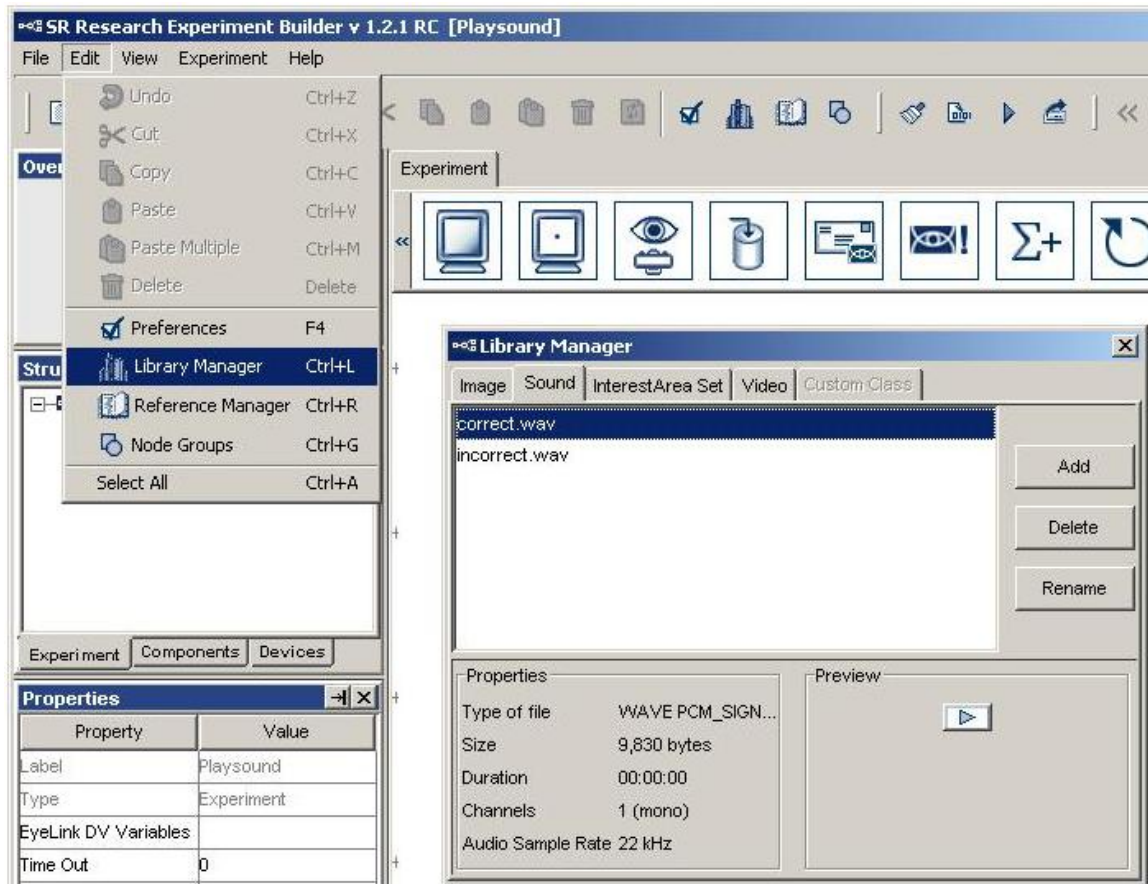 SR Research Experiment Builder v 1.2.1 RC [Playsound]
File Edit View Experiment Help
Undo Ctrl+Z
Cut Ctrl+X
Copy Ctrl+C
Paste Ctrl+V
Paste Multiple Ctrl+M
Delete Delete
Preferences F4
Library Manager Ctrl+L
Reference Manager Ctrl+R
Node Groups Ctrl+G
Select All Ctrl+A
Over
Stru
Experiment Components Devices
Properties
Property Value
Label Playsound
Type Experiment
EyeLink DV Variables
Time Out 0
Experiment
Σ+
Library Manager
Image Sound InterestArea Set Video Custom Class
correct.wav
incorrect.wav
Add
Delete
Rename
Properties
Type of file WAVE PCM_SIGN...
Size 9,830 bytes
Duration 00:00:00
Channels 1 (mono)
Audio Sample Rate 22 kHz
Preview